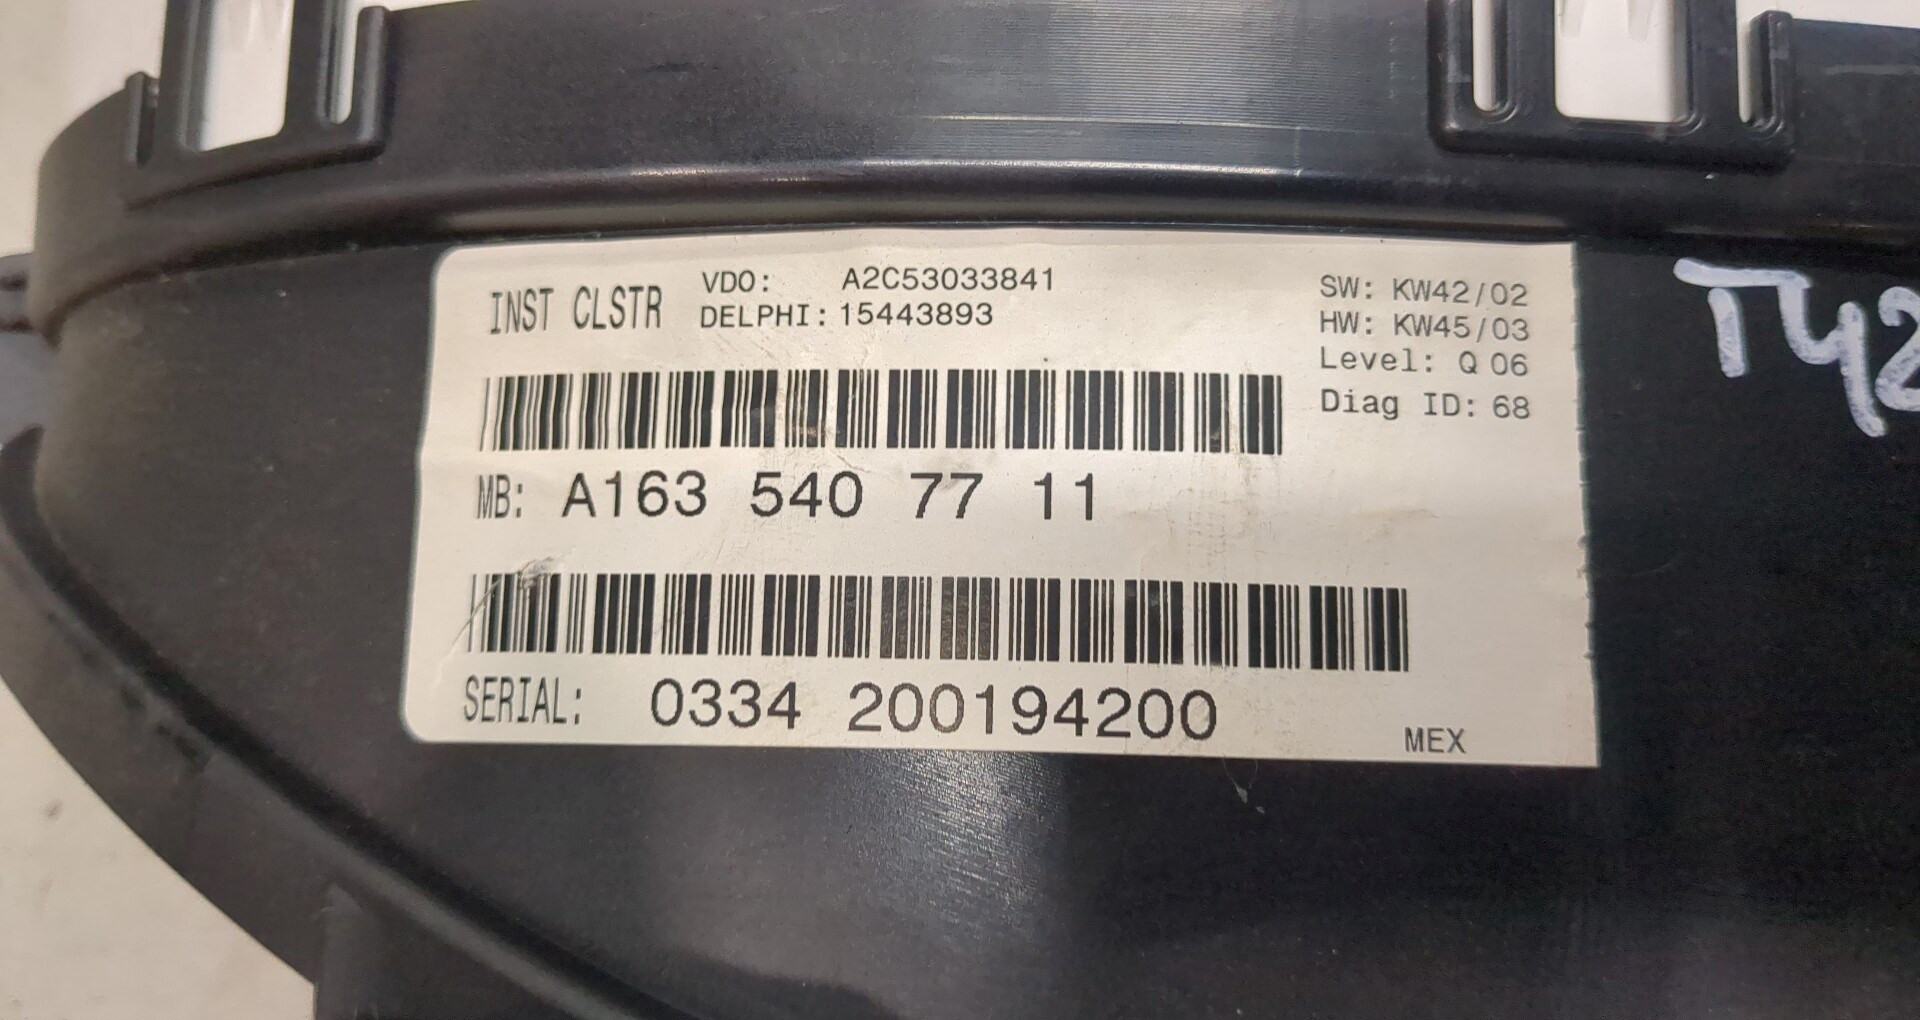 INST CLSTR VDO: A2C53033841
DELPHI: 15443893
SW: KW42/02
HW: KW45/03
Level: Q 06
Diag ID: 68
MB: A163 540 77 11
SERIAL: 0334 200194200
MEX